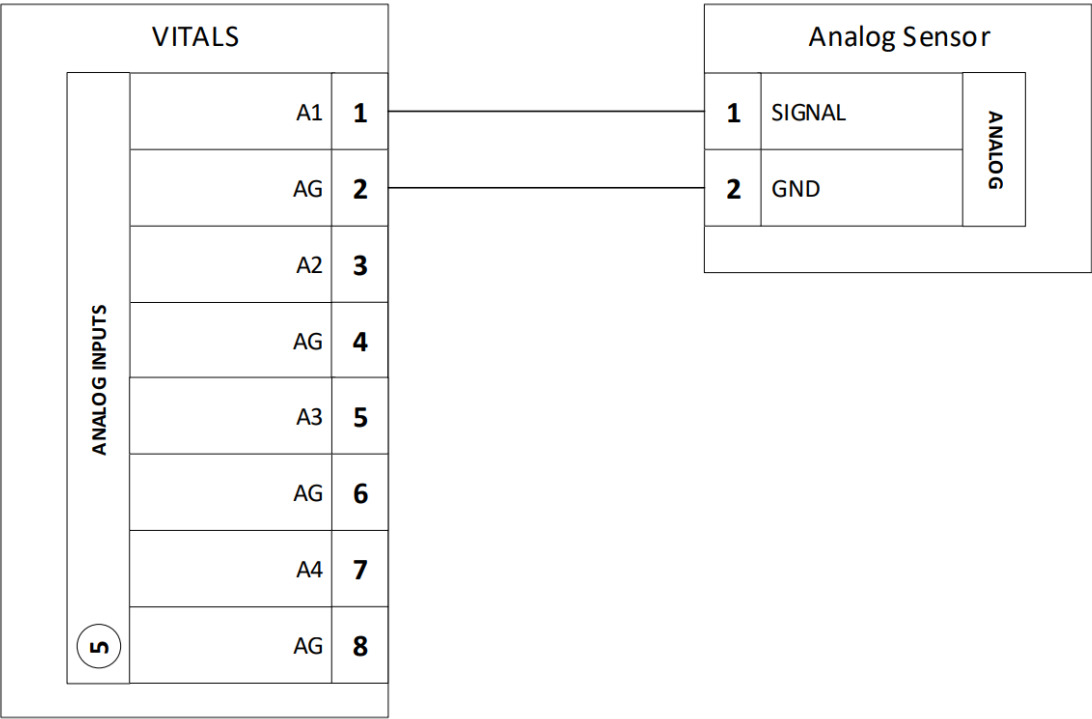 VITALS
ANALOG INPUTS
5
A1 1
AG 2
A2 3
AG 4
A3 5
AG 6
A4 7
AG 8
Analog Sensor
1 SIGNAL
2 GND
ANALOG